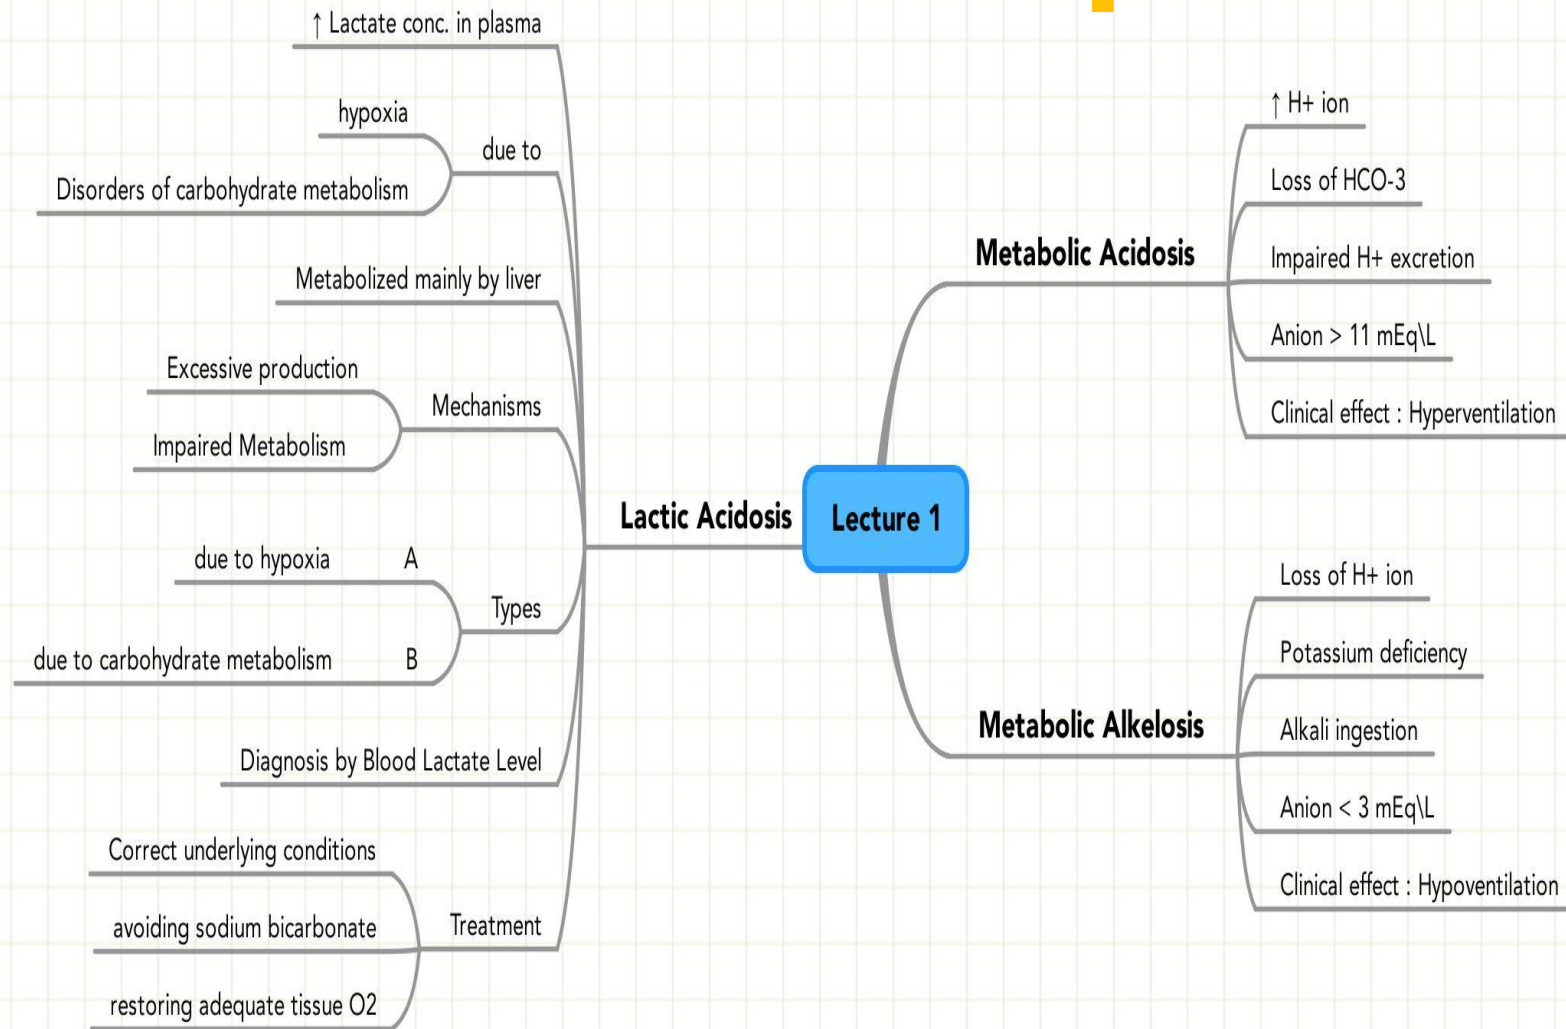 Lecture 1
Metabolic Acidosis
↑ H+ ion
Loss of HCO-3
Impaired H+ excretion
Anion > 11 mEq\L
Clinical effect : Hyperventilation
Metabolic Alkelosis
Loss of H+ ion
Potassium deficiency
Alkali ingestion
Anion < 3 mEq\L
Clinical effect : Hypoventilation
Lactic Acidosis
↑ Lactate conc. in plasma
due to
hypoxia
Disorders of carbohydrate metabolism
Metabolized mainly by liver
Mechanisms
Excessive production
Impaired Metabolism
Types
A
due to hypoxia
B
due to carbohydrate metabolism
Diagnosis by Blood Lactate Level
Treatment
Correct underlying conditions
avoiding sodium bicarbonate
restoring adequate tissue O2